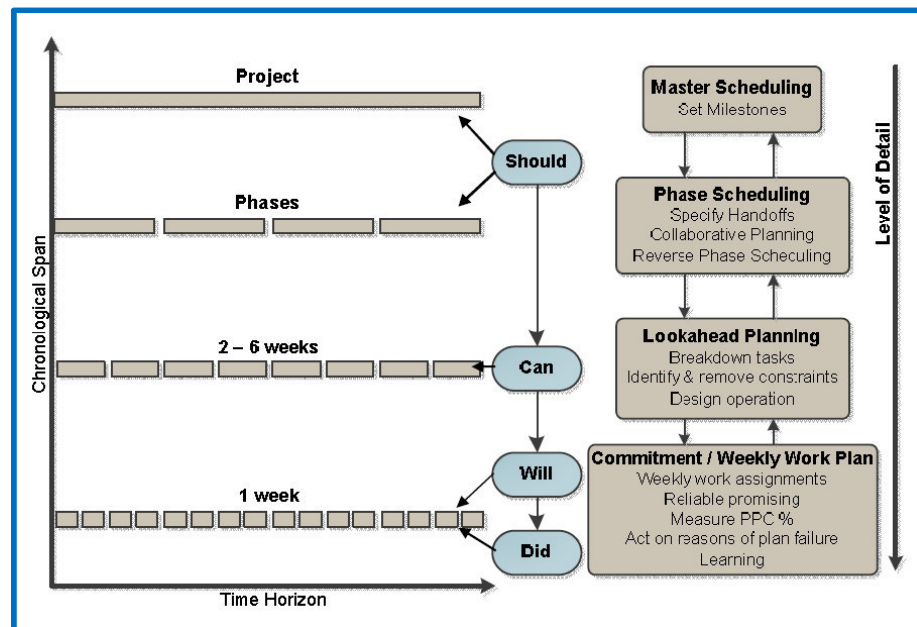 Project
Should
Phases
2 – 6 weeks
Can
Will
1 week
Did
Chronological Span
Time Horizon
Master Scheduling
Set Milestones
Phase Scheduling
Specify Handoffs
Collaborative Planning
Reverse Phase Scheculing
Lookahead Planning
Breakdown tasks
Identify & remove constraints
Design operation
Commitment / Weekly Work Plan
Weekly work assignments
Reliable promising
Measure PPC %
Act on reasons of plan failure
Learning
Level of Detail